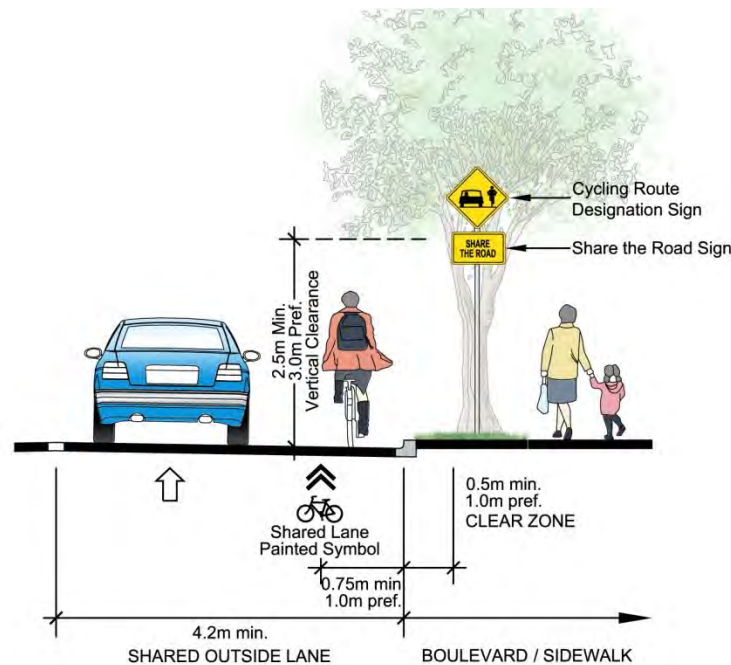 Cycling Route
Designation Sign
SHARE
THE ROAD
Share the Road Sign
2.5m Min.
3.0m Pref.
Vertical Clearance
0.5m min.
1.0m pref.
CLEAR ZONE
Shared Lane
Painted Symbol
0.75m min
1.0m pref.
4.2m min.
SHARED OUTSIDE LANE
BOULEVARD / SIDEWALK